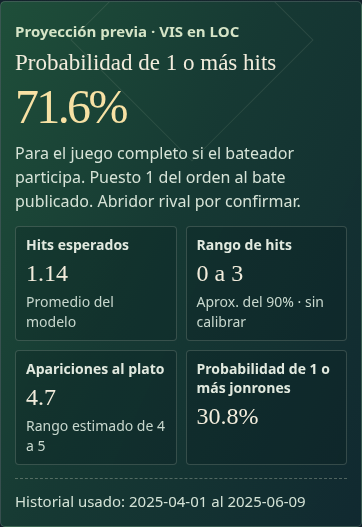 Proyección previa · VIS en LOC
Probabilidad de 1 o más hits
71.6%
Para el juego completo si el bateador
participa. Puesto 1 del orden al bate
publicado. Abridor rival por confirmar.
Hits esperados
1.14
Promedio del
modelo
Rango de hits
0 a 3
Aprox. del 90% · sin
calibrar
Apariciones al plato
4.7
Rango estimado de 4
a 5
Probabilidad de 1 o
más jonrones
30.8%
Historial usado: 2025-04-01 al 2025-06-09